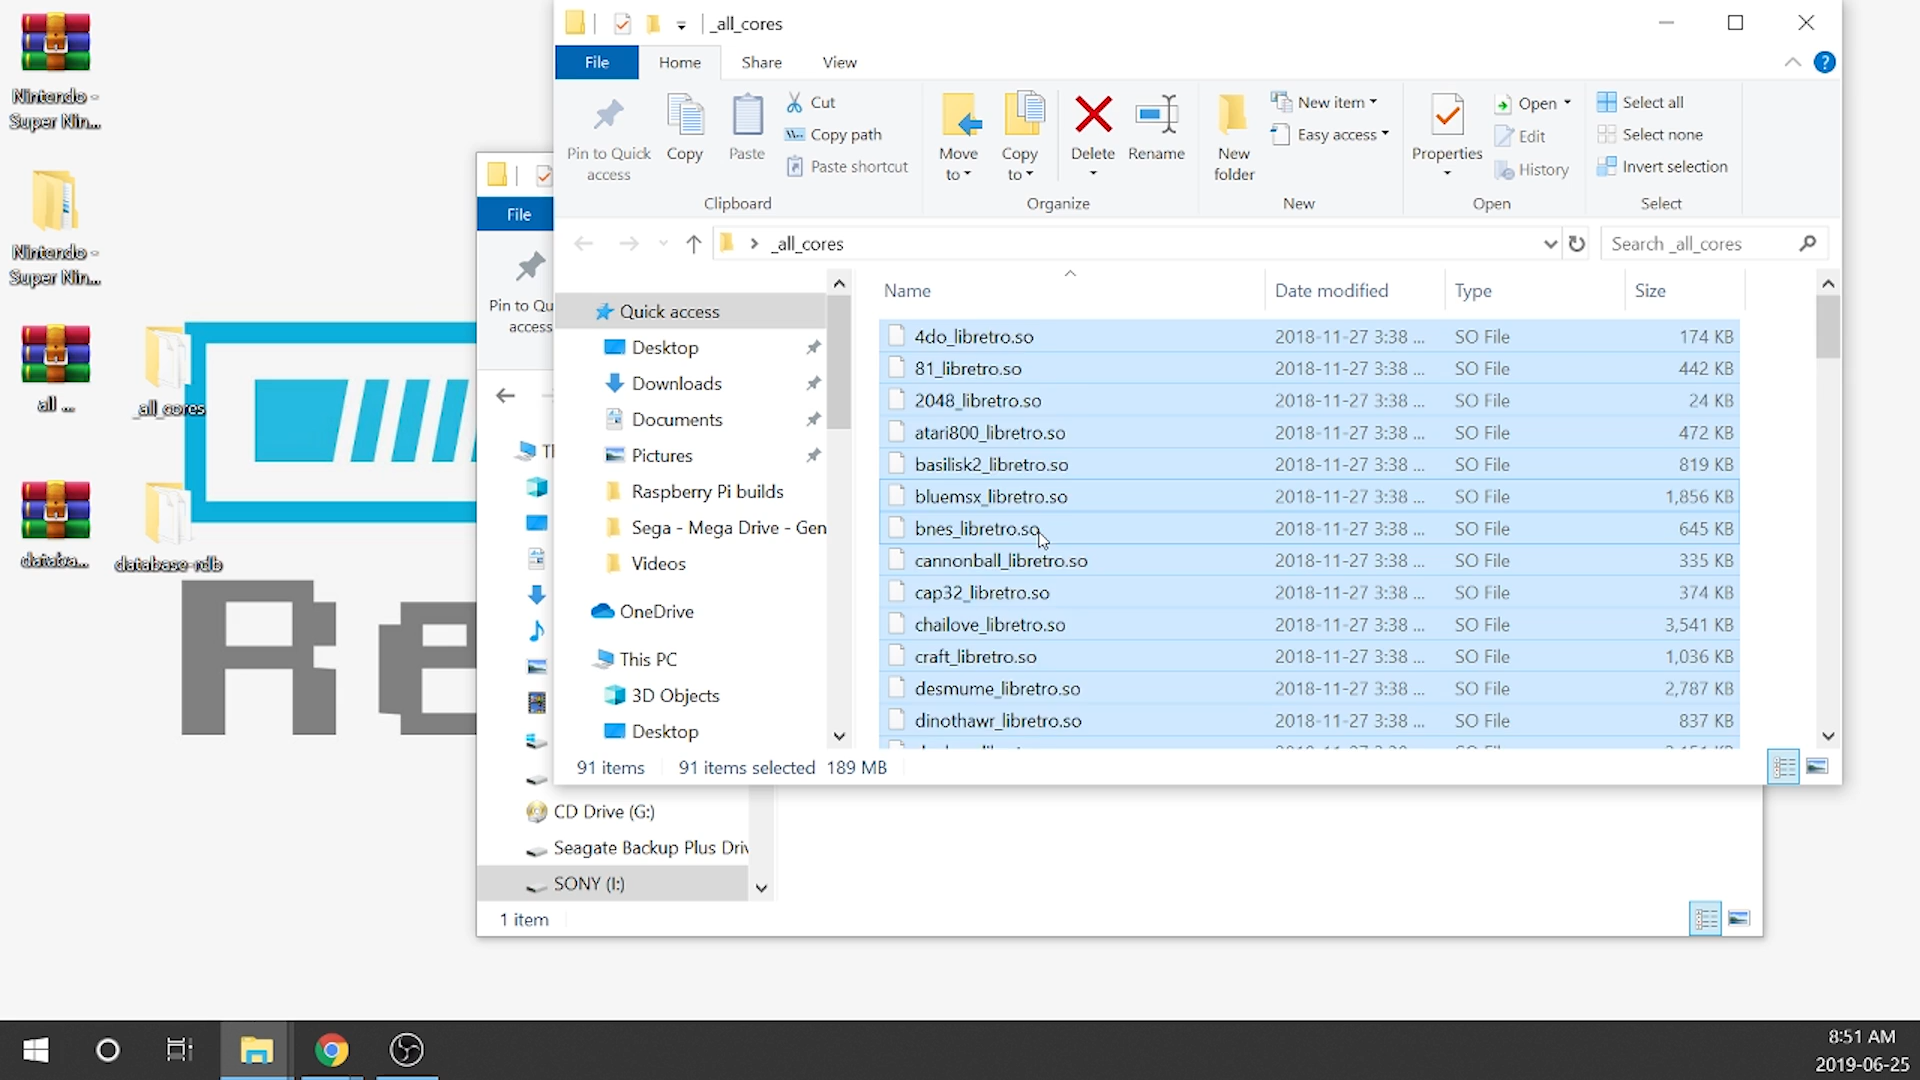 Nintendo -
Super Nin...
Nintendo -
Super Nin...
all ...
_all_cores
databa...
database-rdb
Re
_all_cores
File
Home
Share
View
Pin to Quick
access
Copy
Paste
Cut
Copy path
Paste shortcut
Clipboard
Move
to
Copy
to
Delete
Rename
Organize
New
folder
New item
Easy access
New
Properties
Open
Edit
History
Open
Select all
Select none
Invert selection
Select
_all_cores
Search _all_cores
Quick access
Desktop
Downloads
Documents
Pictures
Raspberry Pi builds
Sega - Mega Drive - Gen
Videos
OneDrive
This PC
3D Objects
Desktop
Name Date modified Type Size
4do_libretro.so 2018-11-27 3:38 ... SO File 174 KB
81_libretro.so 2018-11-27 3:38 ... SO File 442 KB
2048_libretro.so 2018-11-27 3:38 ... SO File 24 KB
atari800_libretro.so 2018-11-27 3:38 ... SO File 472 KB
basilisk2_libretro.so 2018-11-27 3:38 ... SO File 819 KB
bluemsx_libretro.so 2018-11-27 3:38 ... SO File 1,856 KB
bnes_libretro.so 2018-11-27 3:38 ... SO File 645 KB
cannonball_libretro.so 2018-11-27 3:38 ... SO File 335 KB
cap32_libretro.so 2018-11-27 3:38 ... SO File 374 KB
chailove_libretro.so 2018-11-27 3:38 ... SO File 3,541 KB
craft_libretro.so 2018-11-27 3:38 ... SO File 1,036 KB
desmume_libretro.so 2018-11-27 3:38 ... SO File 2,787 KB
dinothawr_libretro.so 2018-11-27 3:38 ... SO File 837 KB
91 items 91 items selected 189 MB
File
Pin to Qu
access
CD Drive (G:)
Seagate Backup Plus Driv
SONY (I:)
1 item
8:51 AM
2019-06-25